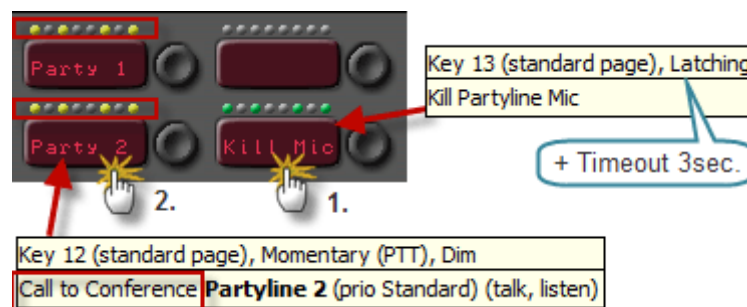 Party 1
Key 13 (standard page), Latching
Kill Partyline Mic
Party 2
Kill Mic
+ Timeout 3sec.
2.
1.
Key 12 (standard page), Momentary (PTT), Dim
Call to Conference Partyline 2 (prio Standard) (talk, listen)